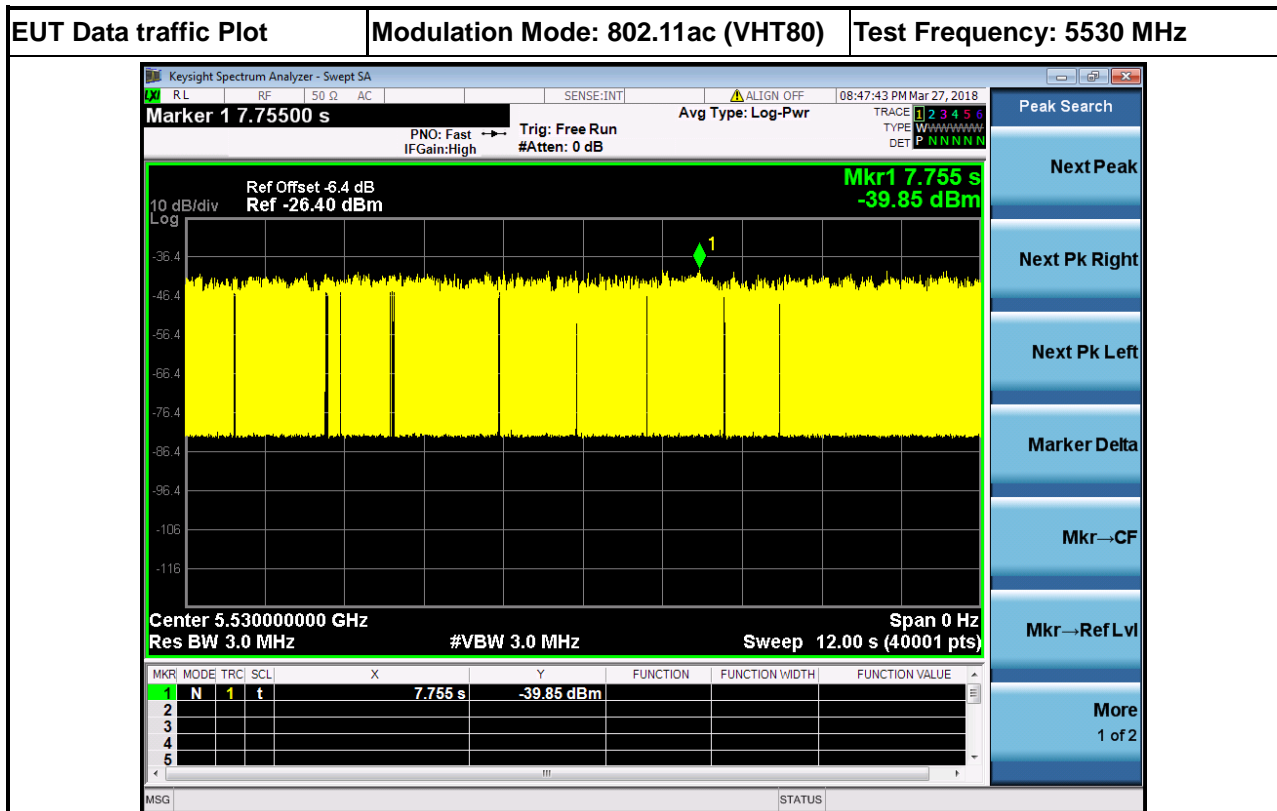 EUT Data traffic Plot Modulation Mode: 802.11ac (VHT80) Test Frequency: 5530 MHz
Keysight Spectrum Analyzer - Swept SA
LXI RL RF 50 Ω AC SENSE:INT ALIGN OFF 08:47:43 PM Mar 27, 2018
Marker 1 7.75500 s
PNO: Fast
IFGain:High
Trig: Free Run
#Atten: 0 dB
Avg Type: Log-Pwr
TRACE 1 2 3 4 5 6
TYPE WWWWWW
DET P N N N N N
Peak Search
Mkr1 7.755 s
-39.85 dBm
Ref Offset -6.4 dB
10 dB/div Ref -26.40 dBm
Log
1
-36.4
-46.4
-56.4
-66.4
-76.4
-86.4
-96.4
-106
-116
Center 5.530000000 GHz Span 0 Hz
Res BW 3.0 MHz #VBW 3.0 MHz Sweep 12.00 s (40001 pts)
MKR MODE TRC SCL X Y FUNCTION FUNCTION WIDTH FUNCTION VALUE
1 N 1 t 7.755 s -39.85 dBm
2
3
4
5
MSG STATUS
Next Peak
Next Pk Right
Next Pk Left
Marker Delta
Mkr→CF
Mkr→Ref Lvl
More
1 of 2